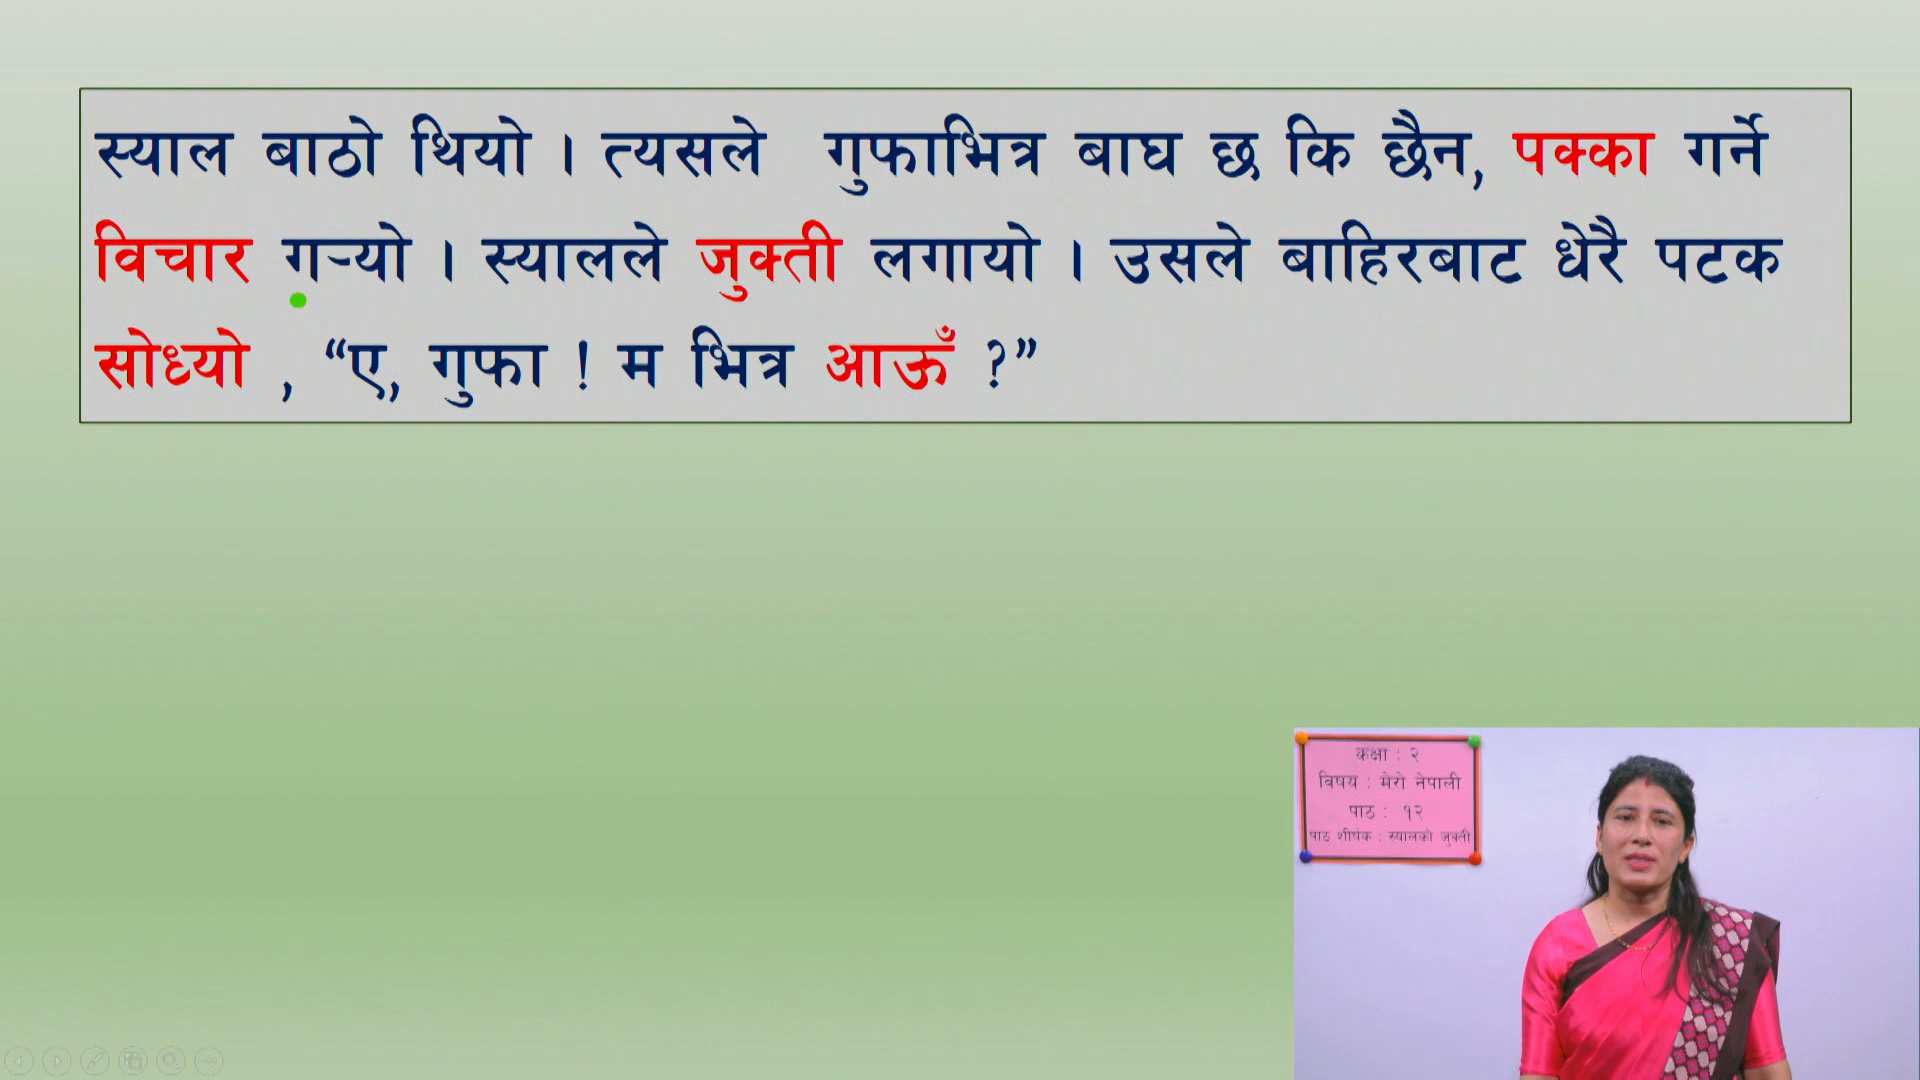 स्याल बाठो थियो । त्यसले गुफाभित्र बाघ छ कि छैन, पक्का गर्ने
विचार गर्‍यो । स्यालले जुक्ती लगायो । उसले बाहिरबाट धेरै पटक
सोध्यो , “ए, गुफा ! म भित्र आऊँ ?”
कक्षा : २
विषय : मेरो नेपाली
पाठ : १२
पाठ शीर्षक : स्यालको जुक्ती